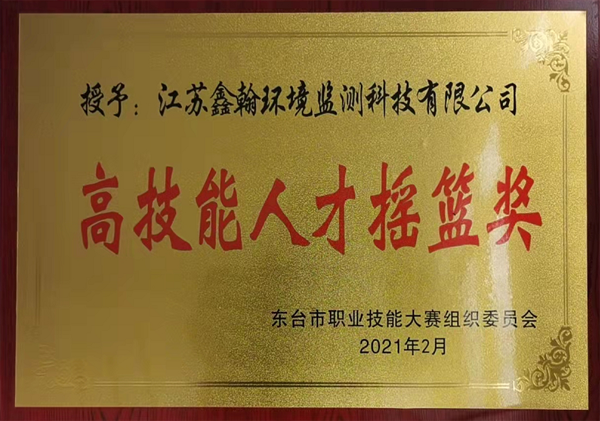 授予：江苏鑫翰环境监测科技有限公司
高技能人才摇篮奖
东台市职业技能大赛组织委员会
2021年2月